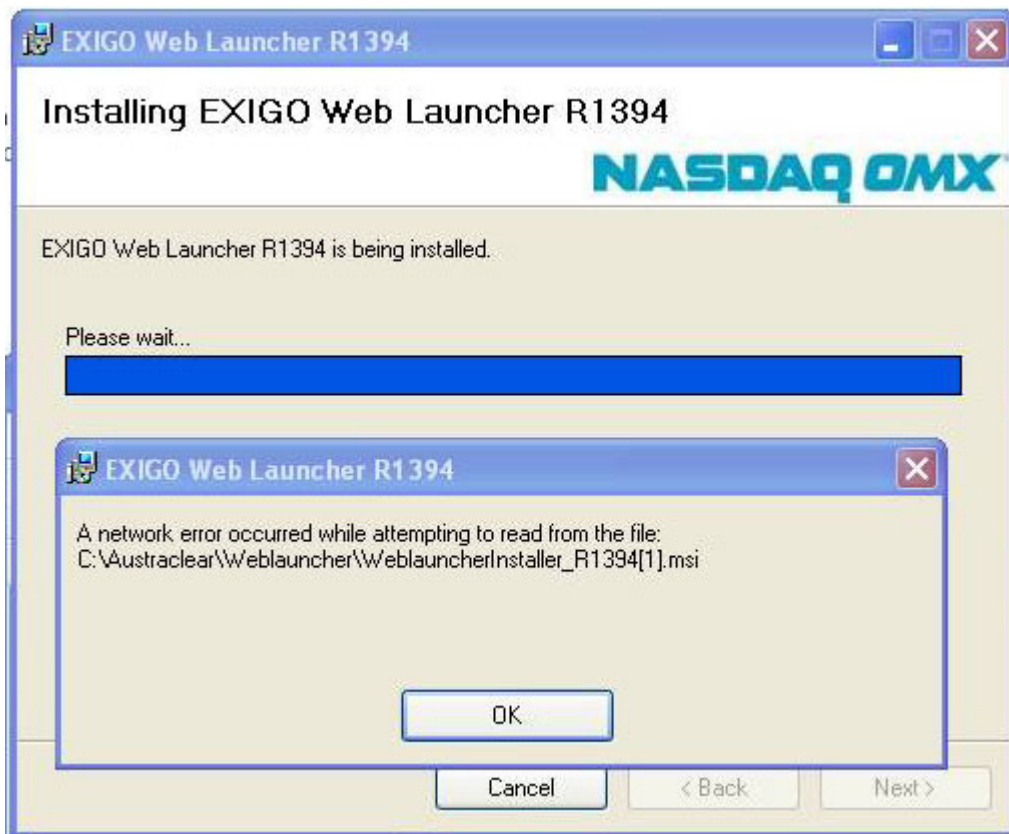 EXIGO Web Launcher R1394
Installing EXIGO Web Launcher R1394
NASDAQ OMX
EXIGO Web Launcher R1394 is being installed.
Please wait...
EXIGO Web Launcher R1394
A network error occurred while attempting to read from the file:
C:\Austraclear\Weblauncher\WeblauncherInstaller_R1394[1].msi
OK
Cancel
< Back
Next >